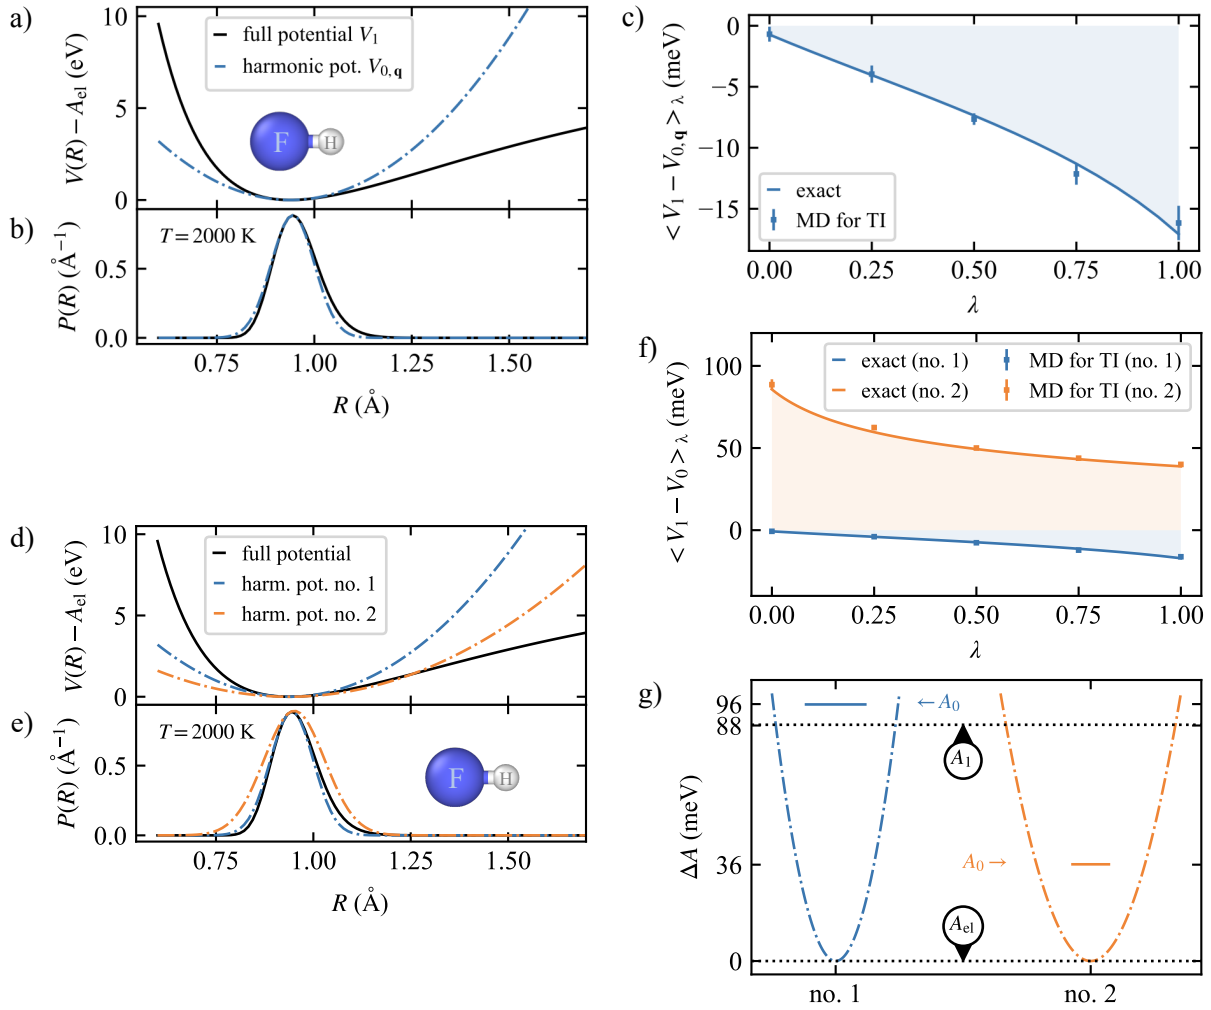 a)
10
5
0
V(R) − A_el (eV)
full potential V₁
harmonic pot. V₀,q
F
H
b)
T = 2000 K
0.5
0.0
P(R) (Å⁻¹)
0.75 1.00 1.25 1.50
R (Å)
c)
0
−5
−10
−15
< V₁ − V₀,q >λ (meV)
exact
MD for TI
0.00 0.25 0.50 0.75 1.00
λ
d)
10
5
0
V(R) − A_el (eV)
full potential
harm. pot. no. 1
harm. pot. no. 2
e)
T = 2000 K
0.5
0.0
P(R) (Å⁻¹)
F
H
0.75 1.00 1.25 1.50
R (Å)
f)
100
50
0
< V₁ − V₀ >λ (meV)
exact (no. 1) MD for TI (no. 1)
exact (no. 2) MD for TI (no. 2)
0.00 0.25 0.50 0.75 1.00
λ
g)
96
88
36
0
ΔA (meV)
←A₀
A₁
A₀→
A_el
no. 1 no. 2